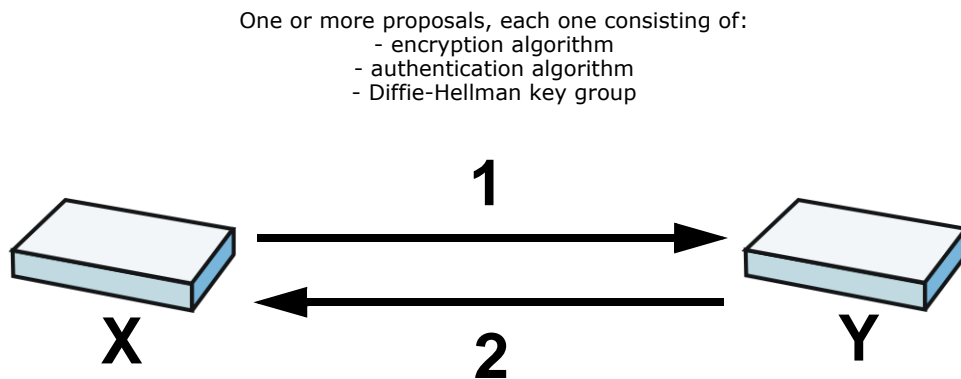 One or more proposals, each one consisting of:
- encryption algorithm
- authentication algorithm
- Diffie-Hellman key group
1
X
Y
2